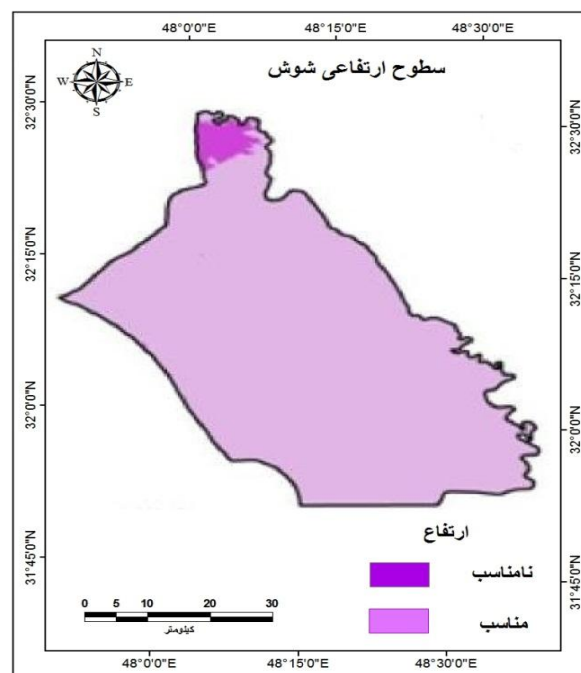 48°0'0"E 48°15'0"E 48°30'0"E
سطوح ارتفاعی شوش
N
W E
S
32°30'0"N 32°30'0"N
32°15'0"N 32°15'0"N
32°0'0"N 32°0'0"N
31°45'0"N 31°45'0"N
ارتفاع
نامناسب
مناسب
0 5 10 20 30
کیلومتر
48°0'0"E 48°15'0"E 48°30'0"E